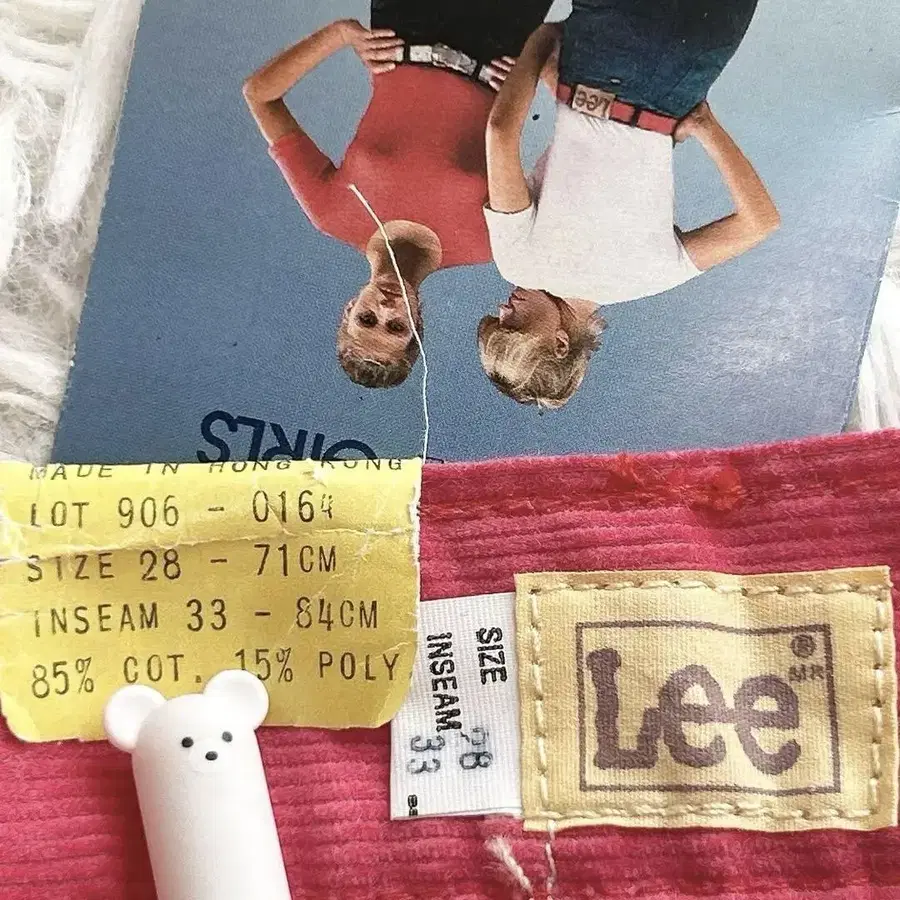 Lee
GIRLS
MADE IN HONG KONG
LOT 906 - 0164
SIZE 28 - 71CM
INSEAM 33 - 84CM
85% COT. 15% POLY
SIZE 28
INSEAM 33
Lee®
MR